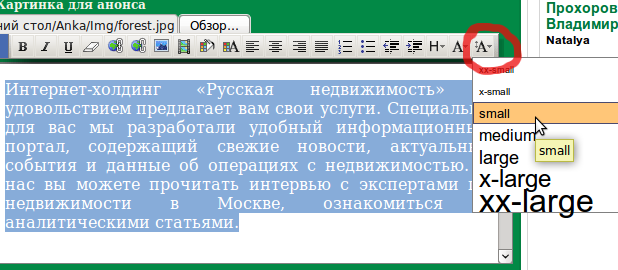 Картинка для анонса
ний стол/Anka/Img/forest.jpg Обзор...
Прохоров
Владимир
Natalya
B I U H A A
xx-small
x-small
small
medium
large
x-large
xx-large
small
Интернет-холдинг «Русская недвижимость»
удовольствием предлагает вам свои услуги. Специаль
для вас мы разработали удобный информационн
портал, содержащий свежие новости, актуальн
события и данные об операциях с недвижимостью.
нас вы можете прочитать интервью с экспертами
недвижимости в Москве, ознакомиться
аналитическими статьями.